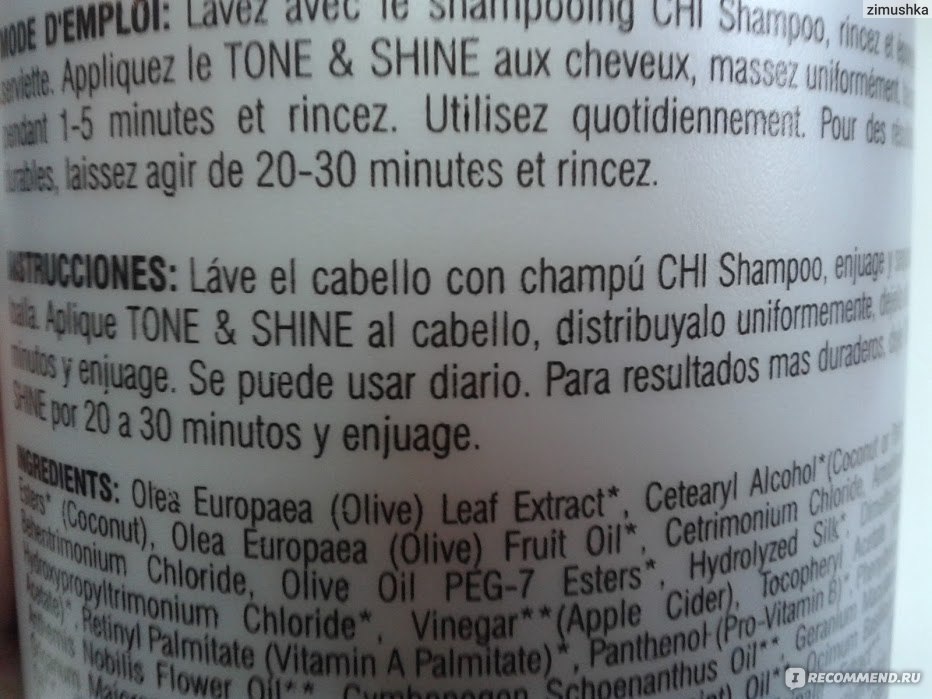 zimushka
MODE D'EMPLOI: Lavez avec le shampooing CHI Shampoo, rincez et
serviette. Appliquez le TONE & SHINE aux cheveux, massez uniformément,
pendant 1-5 minutes et rincez. Utilisez quotidiennement. Pour des
durables, laissez agir de 20-30 minutes et rincez.
INSTRUCCIONES: Láve el cabello con champú CHI Shampoo, enjuage y
toalla. Aplique TONE & SHINE al cabello, distribuyalo uniformemente,
minutos y enjuage. Se puede usar diario. Para resultados mas duraderos,
SHINE por 20 a 30 minutos y enjuage.
INGREDIENTS: Olea Europaea (Olive) Leaf Extract*, Cetearyl Alcohol*(Coconut or
Esters* (Coconut), Olea Europaea (Olive) Fruit Oil*, Cetrimonium Chloride,
Behentrimonium Chloride, Olive Oil PEG-7 Esters*, Hydrolyzed Silk*,
Hydroxypropyltrimonium Chloride*, Vinegar**(Apple Cider), Tocopheryl
Acetate)*, Retinyl Palmitate (Vitamin A Palmitate)*, Panthenol (Pro-Vitamin B)*
Anthemis Nobilis Flower Oil**, Cymbopogon Schoenanthus Oil** Geranium
Oil**, Ocimum
IRECOMMEND.RU